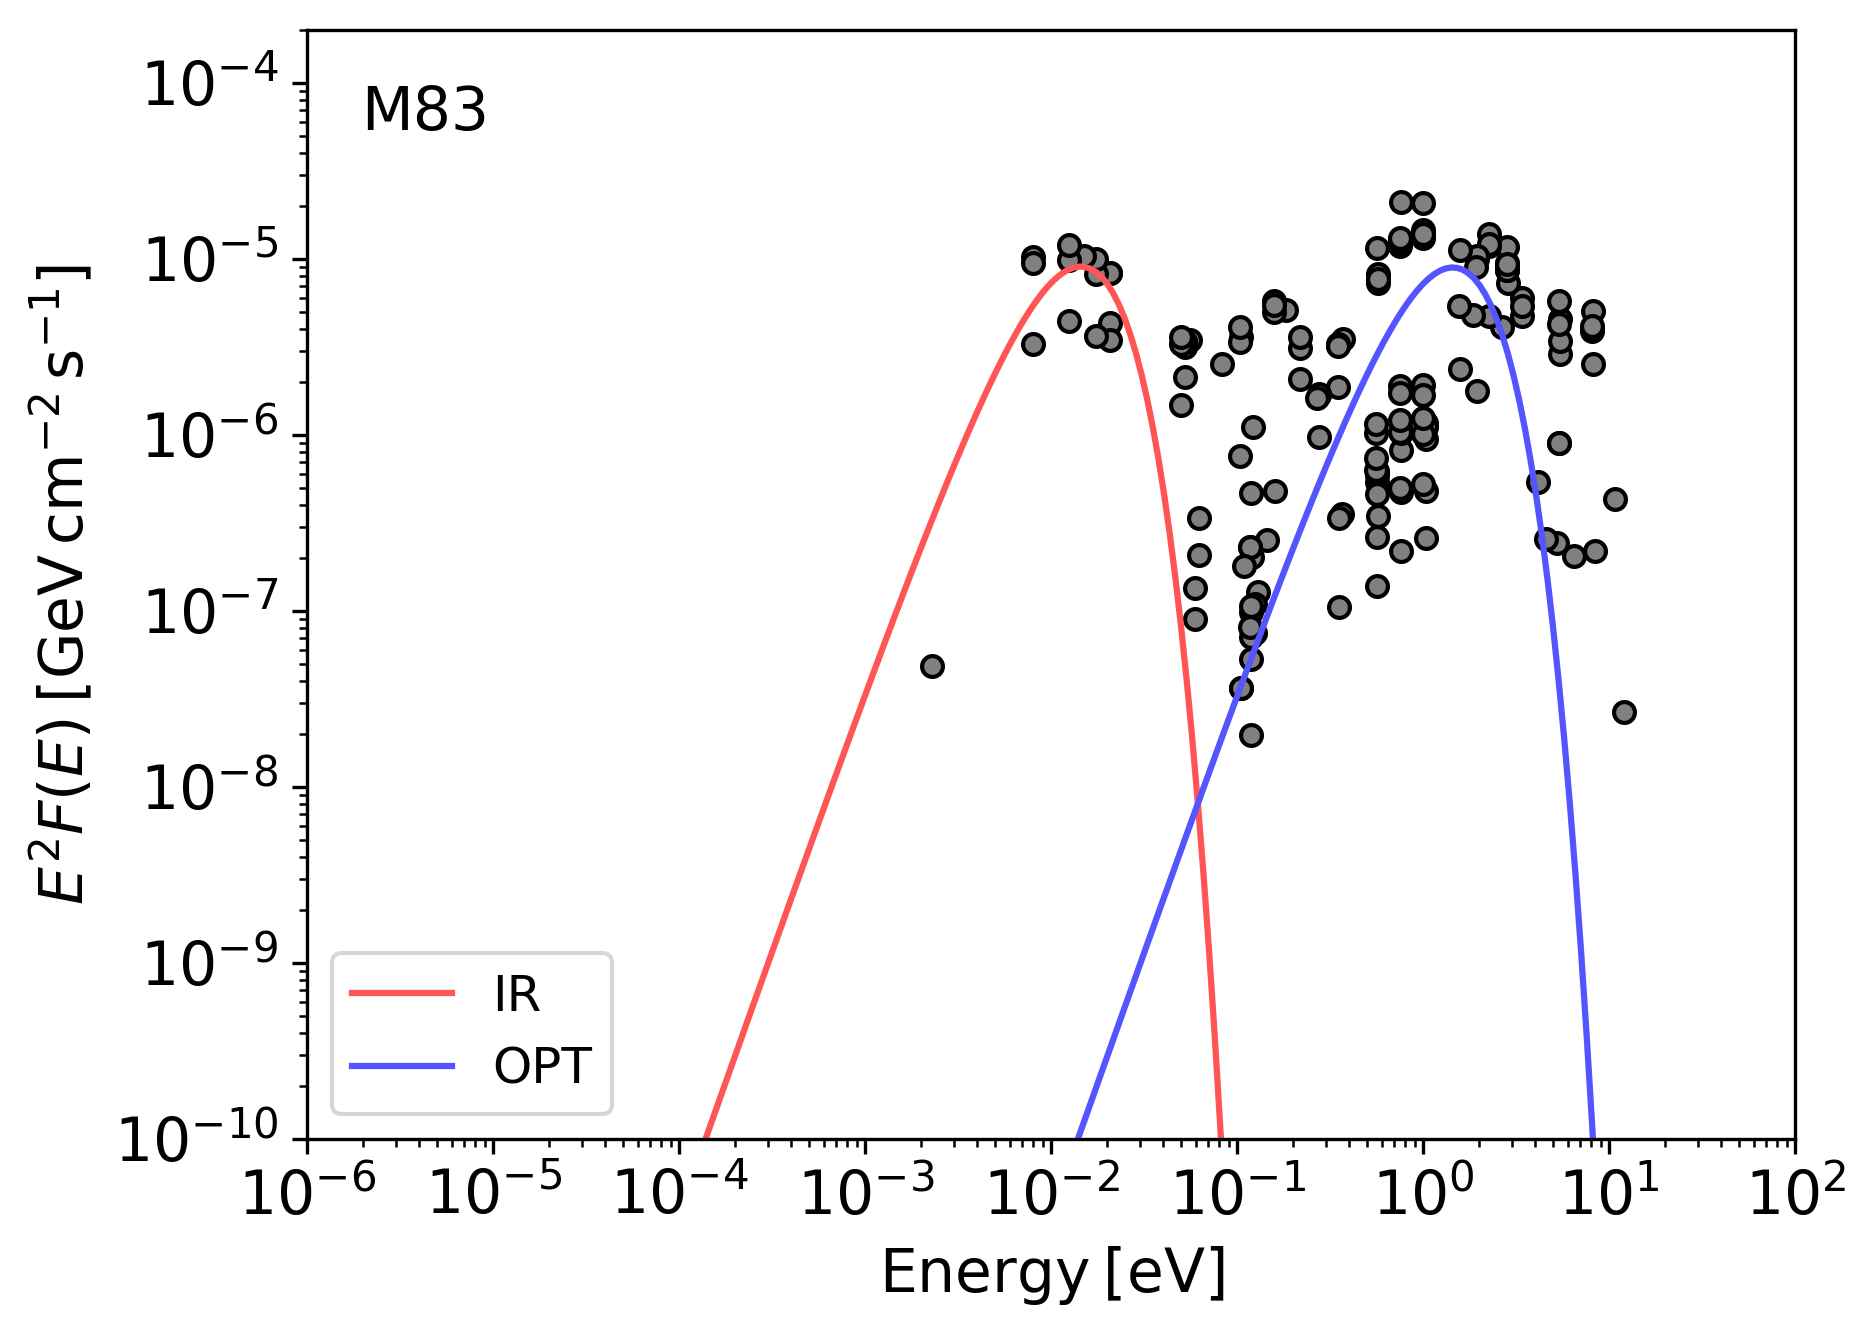 M83
10⁻⁴
10⁻⁵
10⁻⁶
10⁻⁷
10⁻⁸
10⁻⁹
10⁻¹⁰
E²F(E) [GeV cm⁻² s⁻¹]
IR
OPT
10⁻⁶ 10⁻⁵ 10⁻⁴ 10⁻³ 10⁻² 10⁻¹ 10⁰ 10¹ 10²
Energy [eV]